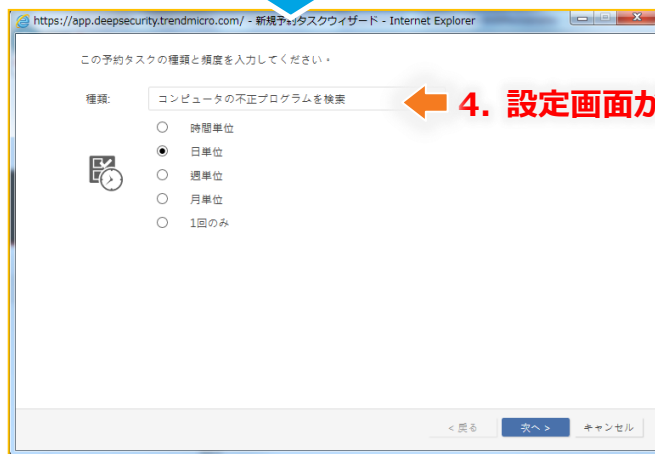 https://app.deepsecurity.trendmicro.com/ - 新規予約タスクウィザード - Internet Explorer
この予約タスクの種類と頻度を入力してください。
種類: コンピュータの不正プログラムを検索
4. 設定画面が
時間単位
日単位
週単位
月単位
1回のみ
< 戻る 次へ > キャンセル